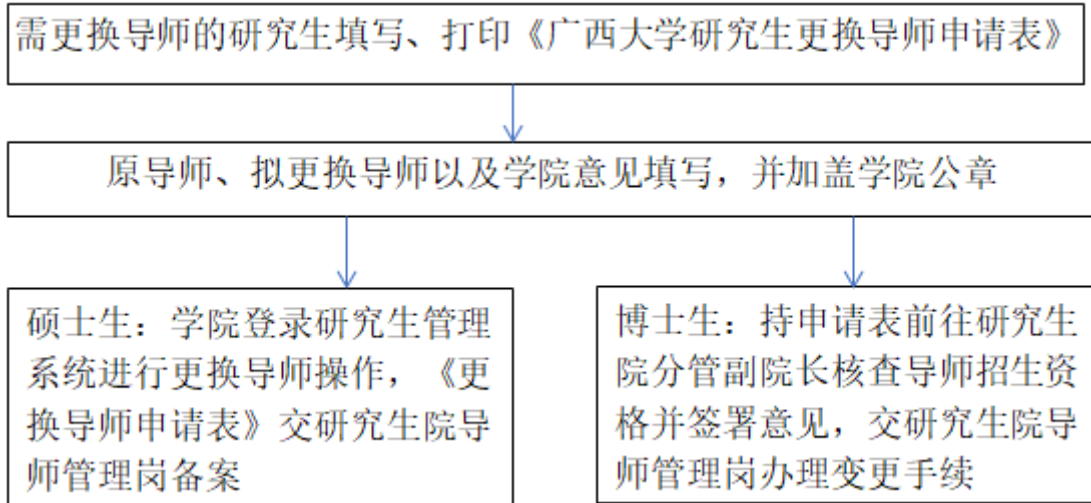 需更换导师的研究生填写、打印《广西大学研究生更换导师申请表》
原导师、拟更换导师以及学院意见填写，并加盖学院公章
硕士生：学院登录研究生管理
系统进行更换导师操作，《更
换导师申请表》交研究生院导
师管理岗备案
博士生：持申请表前往研究生
院分管副院长核查导师招生资
格并签署意见，交研究生院导
师管理岗办理变更手续